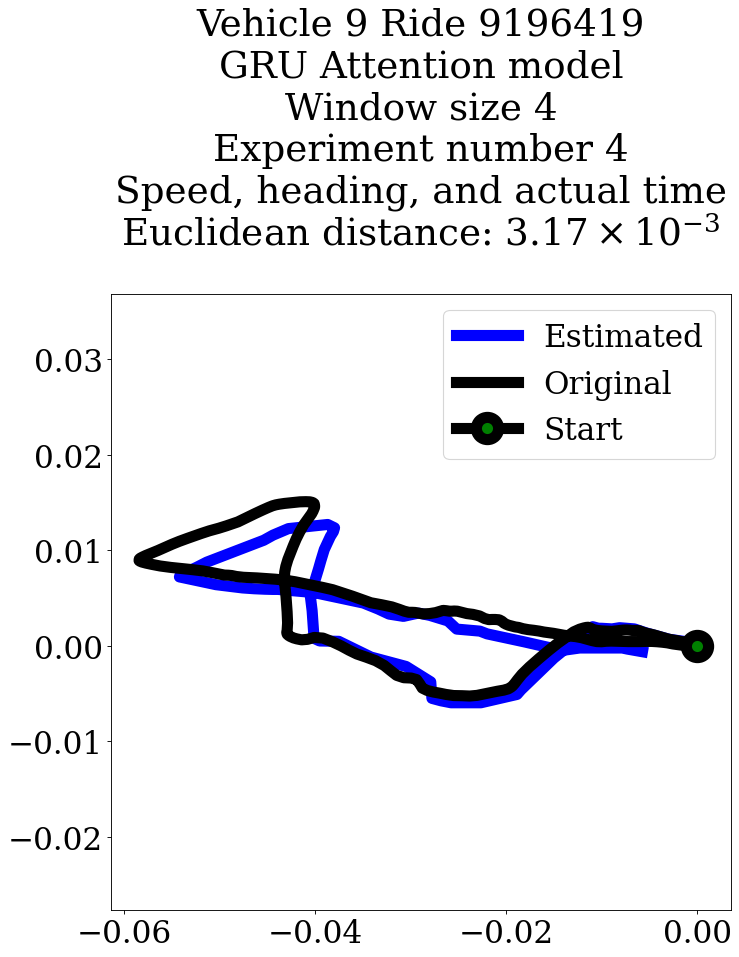 Vehicle 9 Ride 9196419
GRU Attention model
Window size 4
Experiment number 4
Speed, heading, and actual time
Euclidean distance: 3.17 × 10⁻³
Estimated
Original
Start
0.03
0.02
0.01
0.00
−0.01
−0.02
−0.06
−0.04
−0.02
0.00